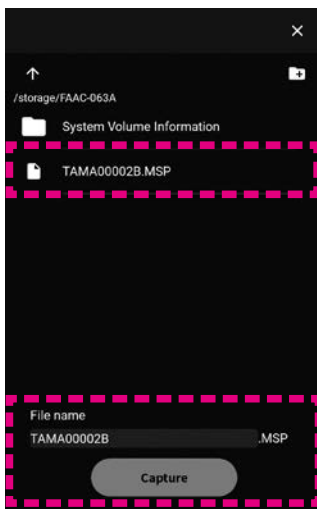 /storage/FAAC-063A
System Volume Information
TAMA00002B.MSP
File name
TAMA00002B .MSP
Capture